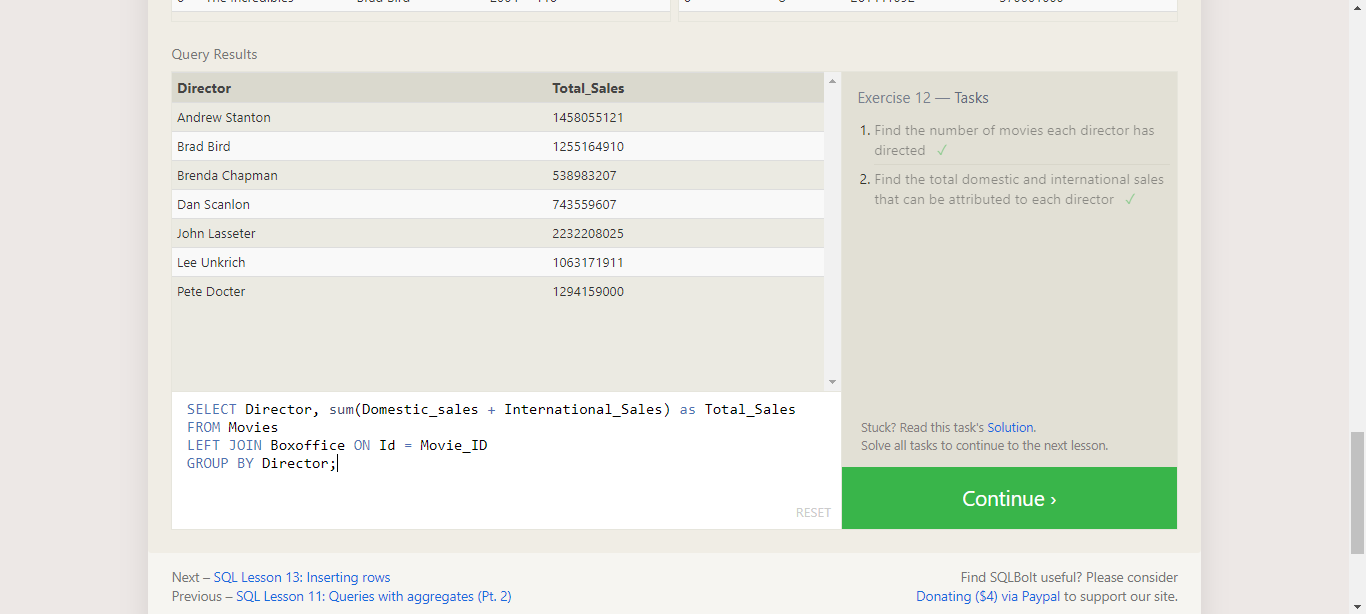 Query Results
Director Total_Sales
Andrew Stanton 1458055121
Brad Bird 1255164910
Brenda Chapman 538983207
Dan Scanlon 743559607
John Lasseter 2232208025
Lee Unkrich 1063171911
Pete Docter 1294159000
SELECT Director, sum(Domestic_sales + International_Sales) as Total_Sales
FROM Movies
LEFT JOIN Boxoffice ON Id = Movie_ID
GROUP BY Director;
RESET
Exercise 12 — Tasks
1. Find the number of movies each director has
directed ✓
2. Find the total domestic and international sales
that can be attributed to each director ✓
Stuck? Read this task's Solution.
Solve all tasks to continue to the next lesson.
Continue ›
Next – SQL Lesson 13: Inserting rows
Previous – SQL Lesson 11: Queries with aggregates (Pt. 2)
Find SQLBolt useful? Please consider
Donating ($4) via Paypal to support our site.